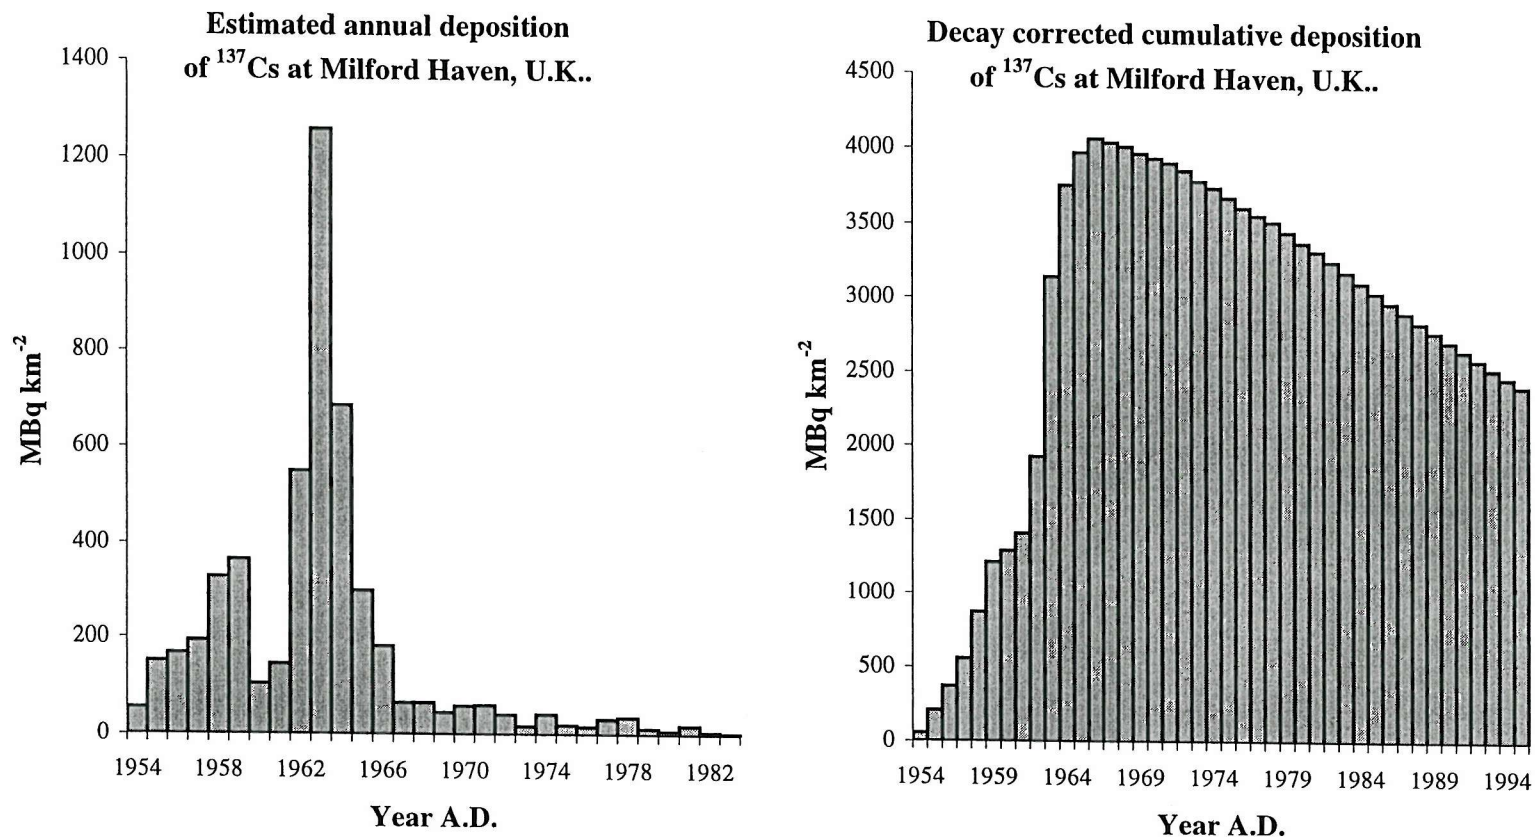 Estimated annual deposition
of ¹³⁷Cs at Milford Haven, U.K..
1400
1200
1000
800
600
400
200
0
MBq km⁻²
1954 1958 1962 1966 1970 1974 1978 1982
Year A.D.
Decay corrected cumulative deposition
of ¹³⁷Cs at Milford Haven, U.K..
4500
4000
3500
3000
2500
2000
1500
1000
500
0
MBq km⁻²
1954 1959 1964 1969 1974 1979 1984 1989 1994
Year A.D.